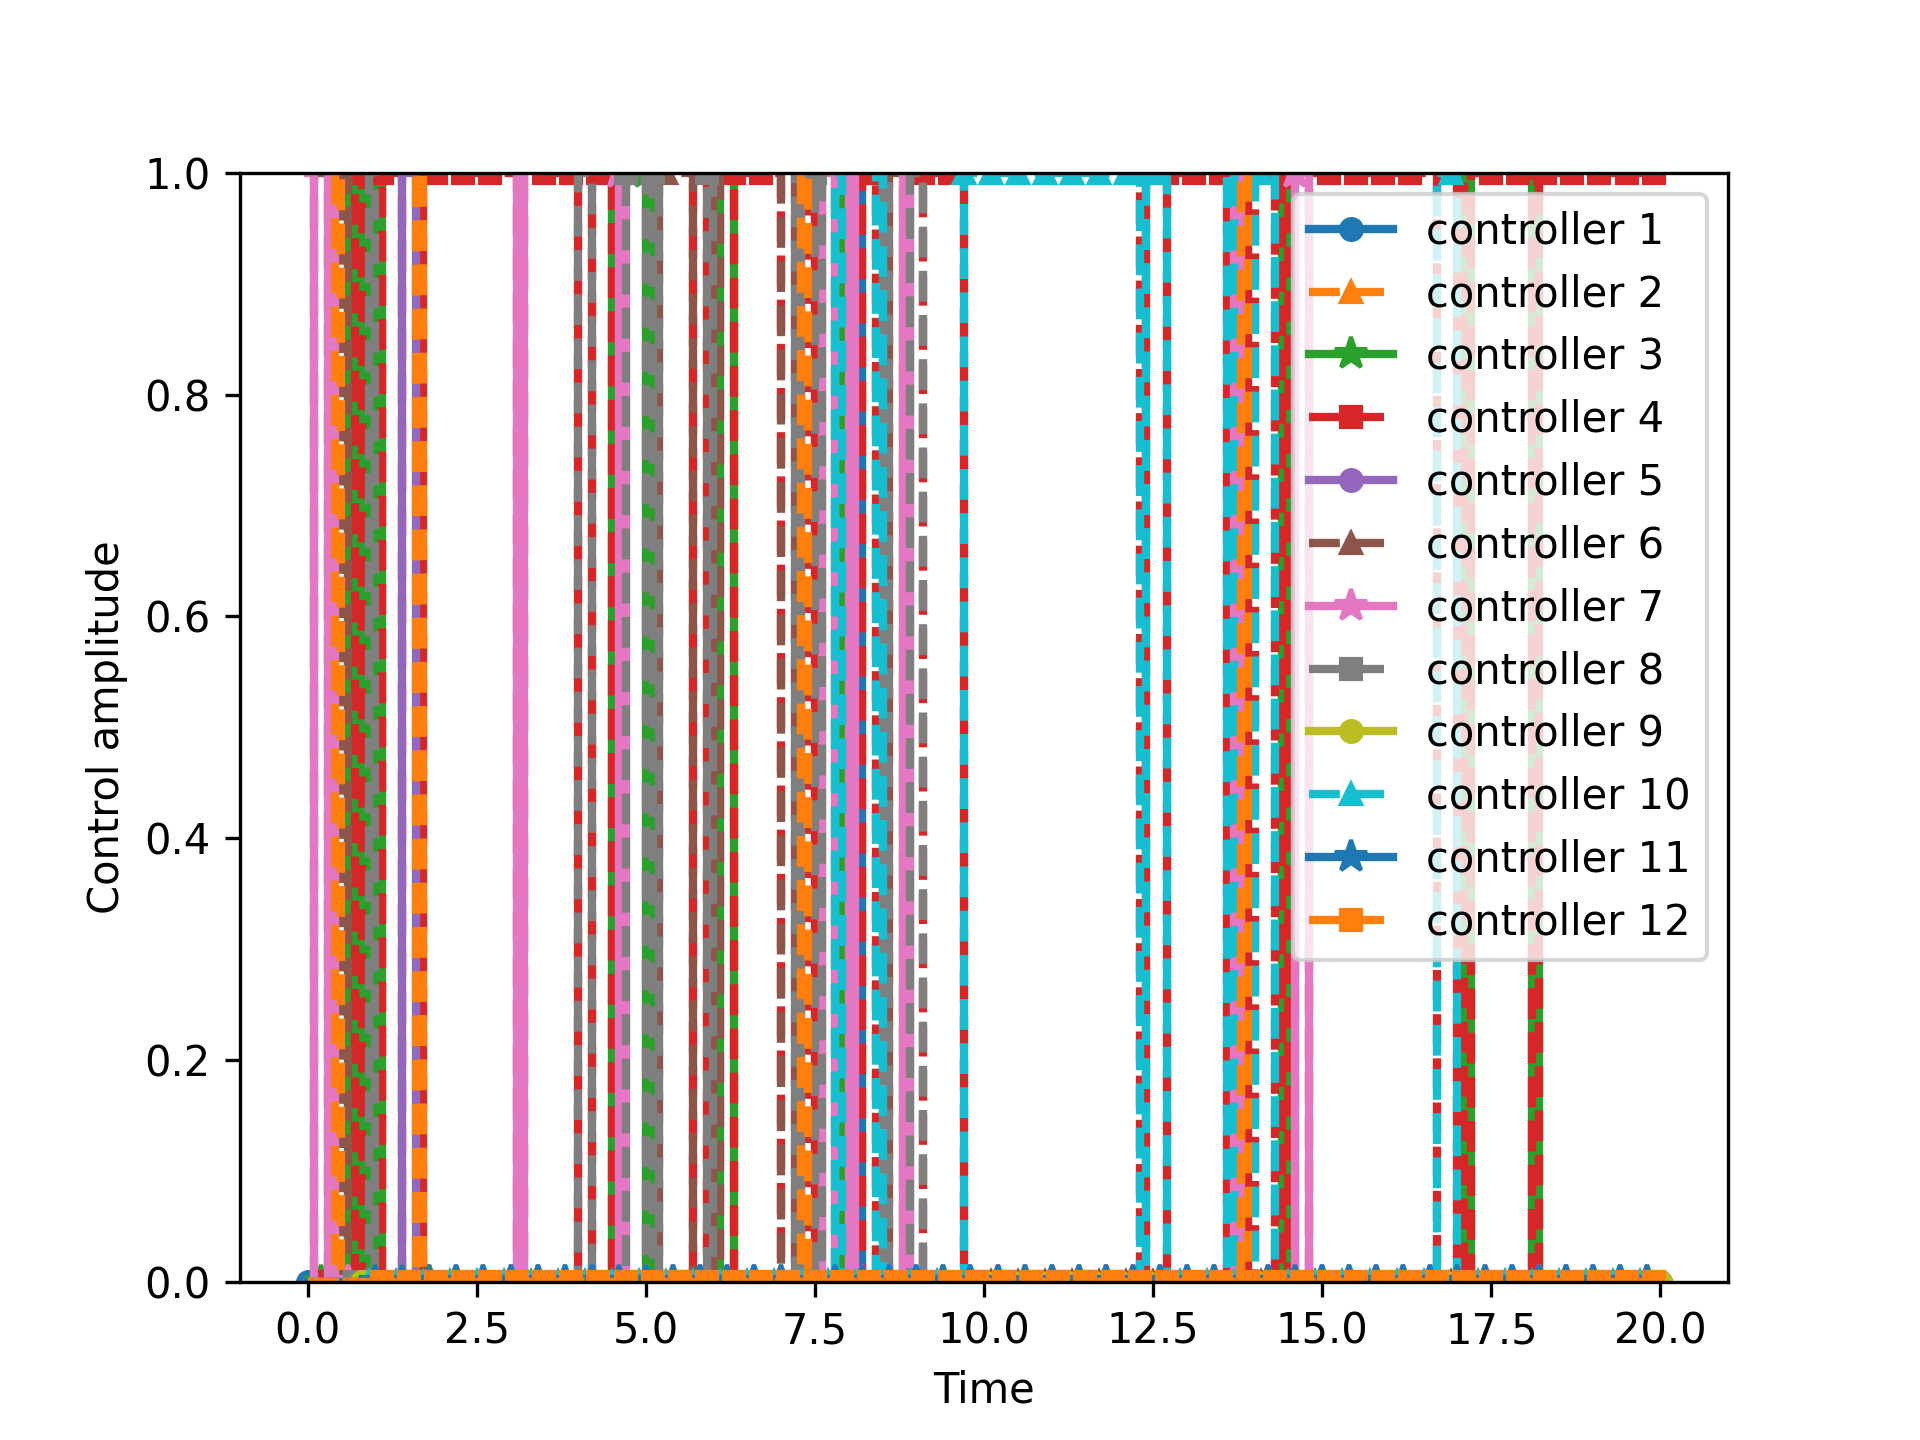 1.0
0.8
0.6
0.4
0.2
0.0
Control amplitude
0.0 2.5 5.0 7.5 10.0 12.5 15.0 17.5 20.0
Time
controller 1
controller 2
controller 3
controller 4
controller 5
controller 6
controller 7
controller 8
controller 9
controller 10
controller 11
controller 12